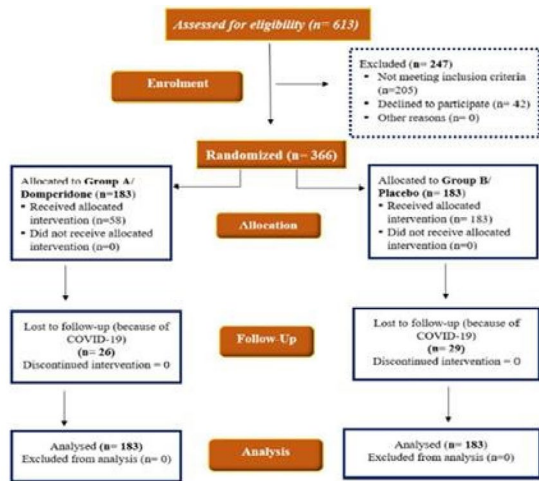 Assessed for eligibility (n= 613)
Enrolment
Excluded (n= 247)
• Not meeting inclusion criteria
(n=205)
• Declined to participate (n= 42)
• Other reasons (n= 0)
Randomized (n= 366)
Allocated to Group A/
Domperidone (n=183)
▪ Received allocated
intervention (n=58)
▪ Did not receive allocated
intervention (n=0)
Allocation
Allocated to Group B/
Placebo (n= 183)
▪ Received allocated
intervention (n= 183)
▪ Did not receive allocated
intervention (n=0)
Lost to follow-up (because of
COVID-19)
(n= 26)
Discontinued intervention = 0
Follow-Up
Lost to follow-up (because of
COVID-19)
(n= 29)
Discontinued intervention = 0
Analysed (n= 183)
Excluded from analysis (n= 0)
Analysis
Analysed (n= 183)
Excluded from analysis (n=0)